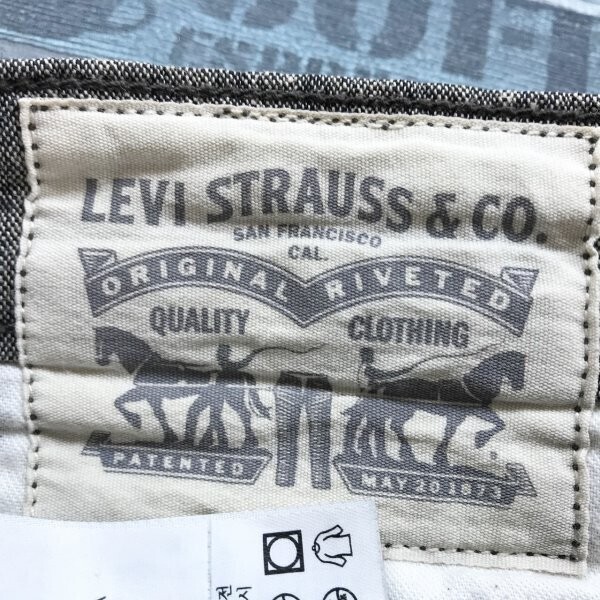 LEVI STRAUSS & CO.
SAN FRANCISCO
CAL.
ORIGINAL RIVETED
QUALITY CLOTHING
PATENTED MAY 20 1873
®